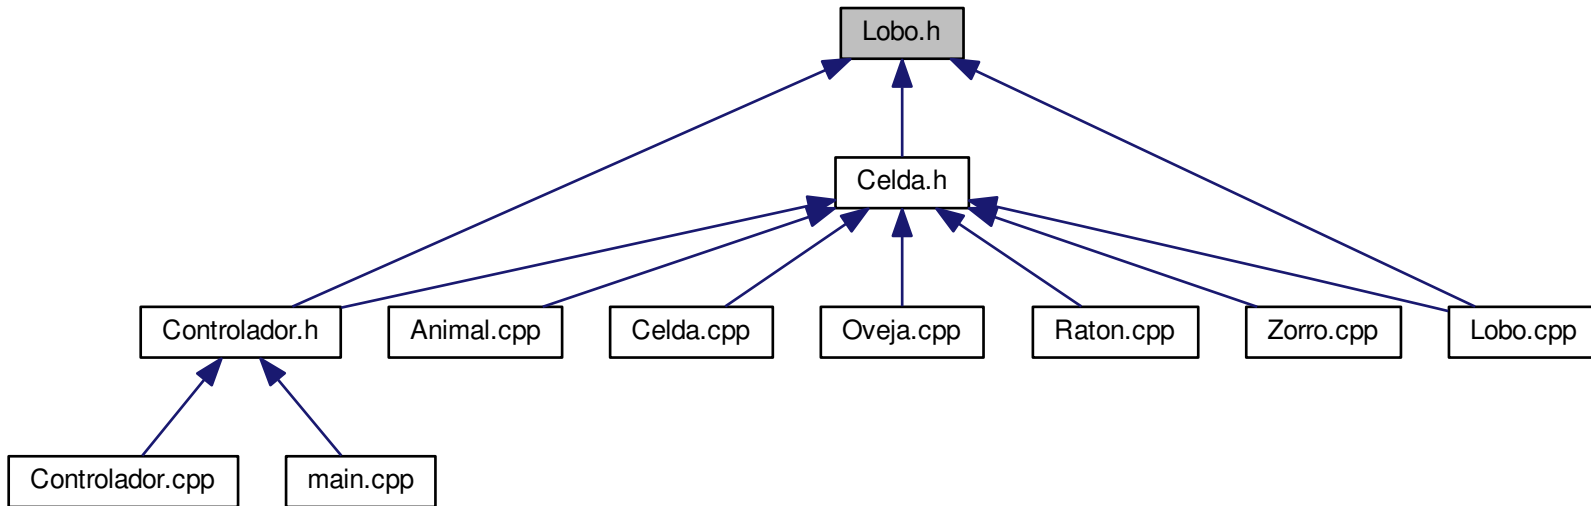 Lobo.h
Celda.h
Controlador.h
Animal.cpp
Celda.cpp
Oveja.cpp
Raton.cpp
Zorro.cpp
Lobo.cpp
Controlador.cpp
main.cpp